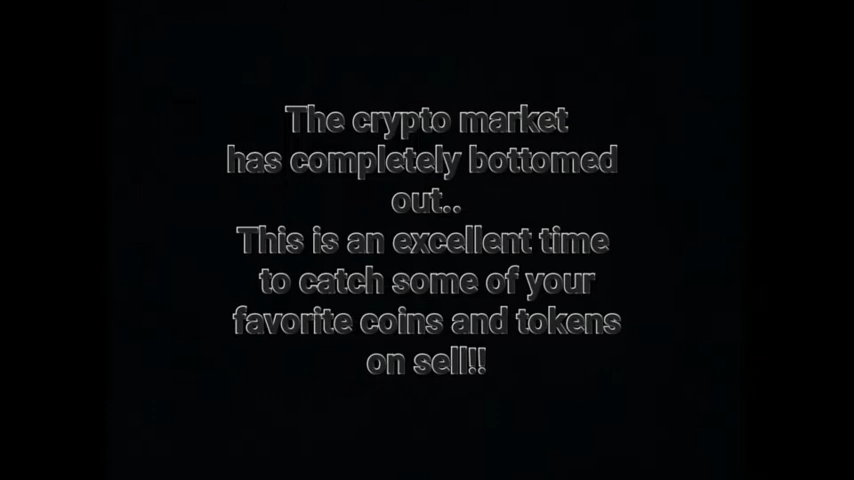 The crypto market
has completely bottomed
out..
This is an excellent time
to catch some of your
favorite coins and tokens
on sell!!